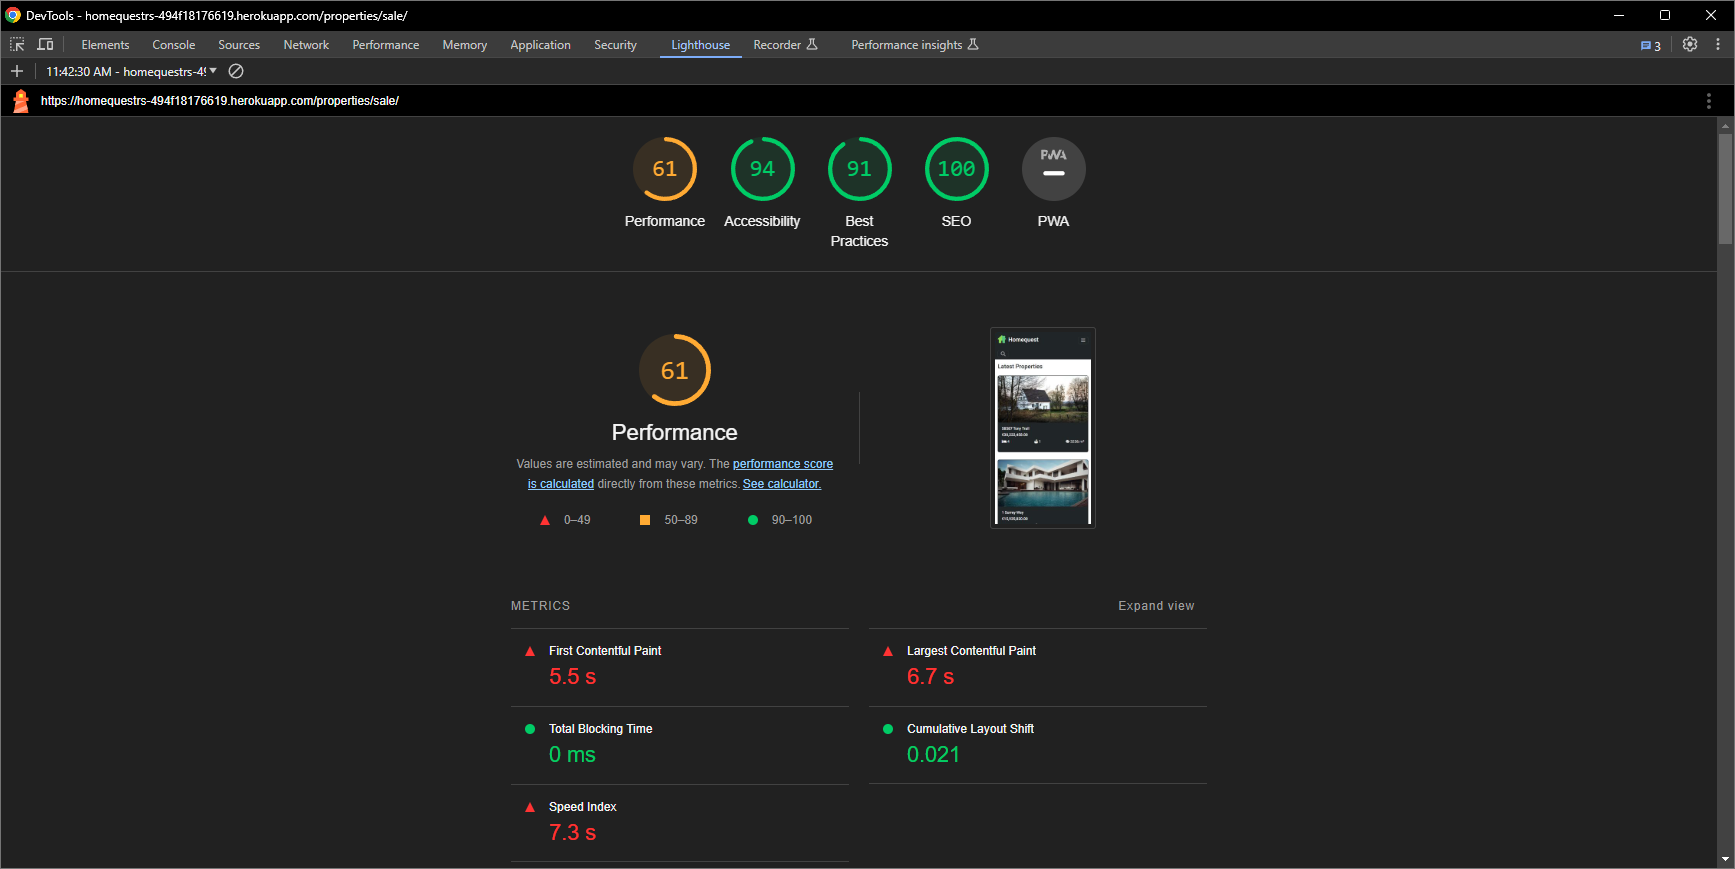 DevTools - homequestrs-494f18176619.herokuapp.com/properties/sale/
Elements Console Sources Network Performance Memory Application Security Lighthouse Recorder Performance insights 3
11:42:30 AM - homequestrs-49
https://homequestrs-494f18176619.herokuapp.com/properties/sale/
61 94 91 100 PWA
Performance Accessibility Best Practices SEO PWA
61
Performance
Values are estimated and may vary. The performance score
is calculated directly from these metrics. See calculator.
0–49 50–89 90–100
Homequest
Latest Properties
1 Surrey Way
METRICS Expand view
First Contentful Paint
5.5 s
Largest Contentful Paint
6.7 s
Total Blocking Time
0 ms
Cumulative Layout Shift
0.021
Speed Index
7.3 s